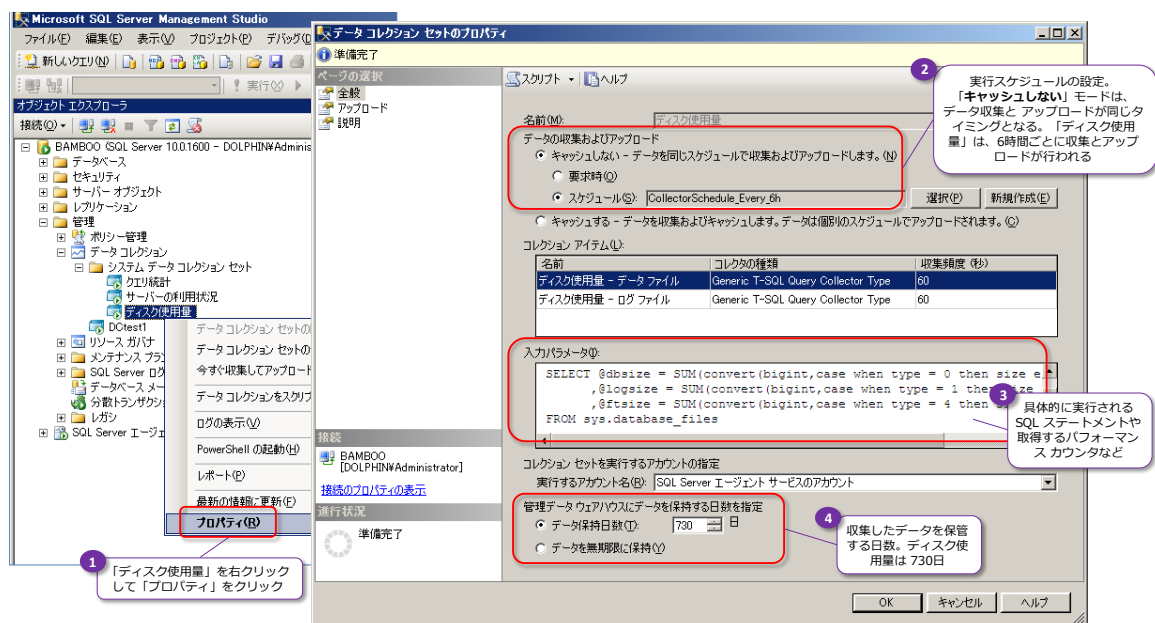 Microsoft SQL Server Management Studio
ファイル(F) 編集(E) 表示(V) プロジェクト(P) デバッグ(D
新しいクエリ(N)
実行(X)
オブジェクト エクスプローラ
接続(O)
BAMBOO (SQL Server 10.0.1600 - DOLPHIN¥Adminis
データベース
セキュリティ
サーバー オブジェクト
レプリケーション
管理
ポリシー管理
データ コレクション
システム データ コレクション セット
クエリ統計
サーバーの利用状況
ディスク使用量
DCtest1
リソース ガバナ
メンテナンス プラン
SQL Server ログ
データベース メー
分散トランザクショ
レガシ
SQL Server エージェ
データ コレクション セットの
データ コレクション セットの
今すぐ収集してアップロード
データ コレクションをスクリプ
ログの表示(V)
PowerShell の起動(H)
レポート(P)
最新の情報に更新(F)
プロパティ(R)
1
「ディスク使用量」を右クリック
して「プロパティ」をクリック
データ コレクション セットのプロパティ
準備完了
ページの選択
全般
アップロード
説明
接続
BAMBOO
[DOLPHIN¥Administrator]
接続のプロパティの表示
進行状況
準備完了
スクリプト ヘルプ
名前(M): ディスク使用量
データの収集およびアップロード
キャッシュしない - データを同じスケジュールで収集およびアップロードします。(N)
要求時(O)
スケジュール(S): CollectorSchedule_Every_6h 選択(P) 新規作成(E)
キャッシュする - データを収集およびキャッシュします。データは個別のスケジュールでアップロードされます。(C)
コレクション アイテム(L):
名前 コレクタの種類 収集頻度 (秒)
ディスク使用量 - データ ファイル Generic T-SQL Query Collector Type 60
ディスク使用量 - ログ ファイル Generic T-SQL Query Collector Type 60
入力パラメータ(I):
SELECT @dbsize = SUM(convert(bigint,case when type = 0 then size e
,@logsize = SUM(convert(bigint,case when type = 1 then size
,@ftsize = SUM(convert(bigint,case when type = 4 then
FROM sys.database_files
コレクション セットを実行するアカウントの指定
実行するアカウント名(R): SQL Server エージェント サービスのアカウント
管理データ ウェアハウスにデータを保持する日数を指定
データ保持日数(T): 730 日
データを無期限に保持(Y)
OK キャンセル ヘルプ
2
実行スケジュールの設定。
「キャッシュしない」モードは、
データ収集と アップロードが同じタ
イミングとなる。「ディスク使用
量」は、6時間ごとに収集とアップ
ロードが行われる
3
具体的に実行される
SQL ステートメントや
取得するパフォーマン
ス カウンタなど
4
収集したデータを保管
する日数。ディスク使
用量は 730日